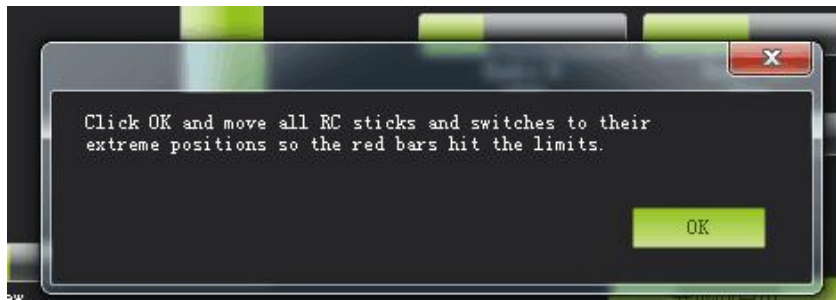 Click OK and move all RC sticks and switches to their
extreme positions so the red bars hit the limits.
OK